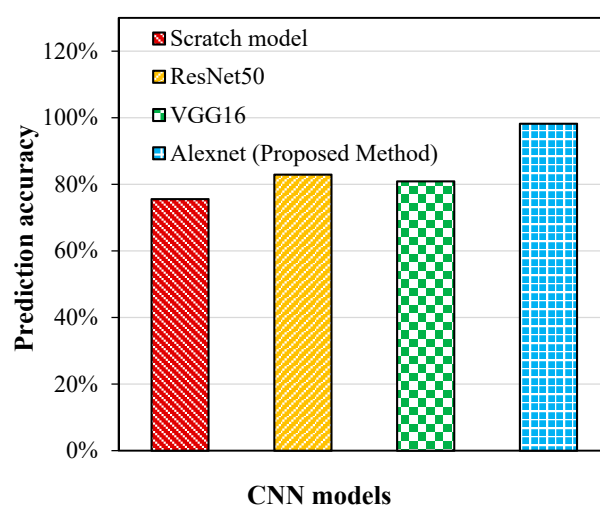 120%
100%
80%
60%
40%
20%
0%
Prediction accuracy
Scratch model
ResNet50
VGG16
Alexnet (Proposed Method)
CNN models